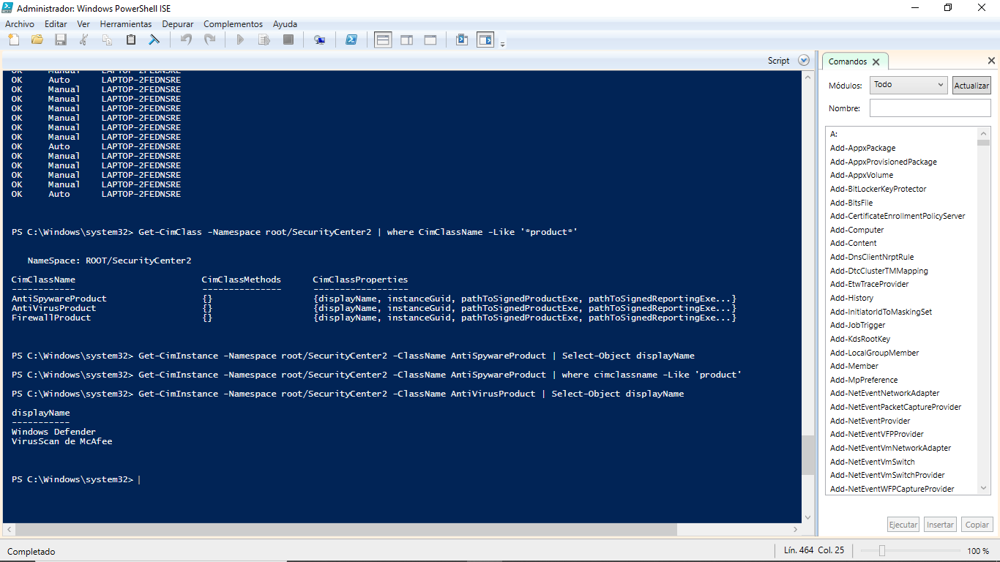 Administrador: Windows PowerShell ISE
Archivo Editar Ver Herramientas Depurar Complementos Ayuda
Script
OK Manual LAPTOP-2FEDNSRE
OK Auto LAPTOP-2FEDNSRE
OK Manual LAPTOP-2FEDNSRE
OK Manual LAPTOP-2FEDNSRE
OK Manual LAPTOP-2FEDNSRE
OK Manual LAPTOP-2FEDNSRE
OK Manual LAPTOP-2FEDNSRE
OK Manual LAPTOP-2FEDNSRE
OK Auto LAPTOP-2FEDNSRE
OK Manual LAPTOP-2FEDNSRE
OK Manual LAPTOP-2FEDNSRE
OK Manual LAPTOP-2FEDNSRE
OK Manual LAPTOP-2FEDNSRE
OK Auto LAPTOP-2FEDNSRE
PS C:\Windows\system32> Get-CimClass -Namespace root/SecurityCenter2 | where CimClassName -Like '*product*'
NameSpace: ROOT/SecurityCenter2
CimClassName CimClassMethods CimClassProperties
------------ --------------- ------------------
AntiSpywareProduct {} {displayName, instanceGuid, pathToSignedProductExe, pathToSignedReportingExe...}
AntiVirusProduct {} {displayName, instanceGuid, pathToSignedProductExe, pathToSignedReportingExe...}
FirewallProduct {} {displayName, instanceGuid, pathToSignedProductExe, pathToSignedReportingExe...}
PS C:\Windows\system32> Get-CimInstance -Namespace root/SecurityCenter2 -ClassName AntiSpywareProduct | Select-Object displayName
PS C:\Windows\system32> Get-CimInstance -Namespace root/SecurityCenter2 -ClassName AntiSpywareProduct | where cimclassname -Like 'product'
PS C:\Windows\system32> Get-CimInstance -Namespace root/SecurityCenter2 -ClassName AntiVirusProduct | Select-Object displayName
displayName
-----------
Windows Defender
VirusScan de McAfee
PS C:\Windows\system32>
Comandos
Módulos: Todo Actualizar
Nombre:
A:
Add-AppxPackage
Add-AppxProvisionedPackage
Add-AppxVolume
Add-BitLockerKeyProtector
Add-BitsFile
Add-CertificateEnrollmentPolicyServer
Add-Computer
Add-Content
Add-DnsClientNrptRule
Add-DtcClusterTMMapping
Add-EtwTraceProvider
Add-History
Add-InitiatorIdToMaskingSet
Add-JobTrigger
Add-KdsRootKey
Add-LocalGroupMember
Add-Member
Add-MpPreference
Add-NetEventNetworkAdapter
Add-NetEventPacketCaptureProvider
Add-NetEventProvider
Add-NetEventVFPProvider
Add-NetEventVmNetworkAdapter
Add-NetEventVmSwitch
Add-NetEventVmSwitchProvider
Add-NetEventWFPCaptureProvider
Ejecutar Insertar Copiar
Completado
Lín. 464 Col. 25
100 %